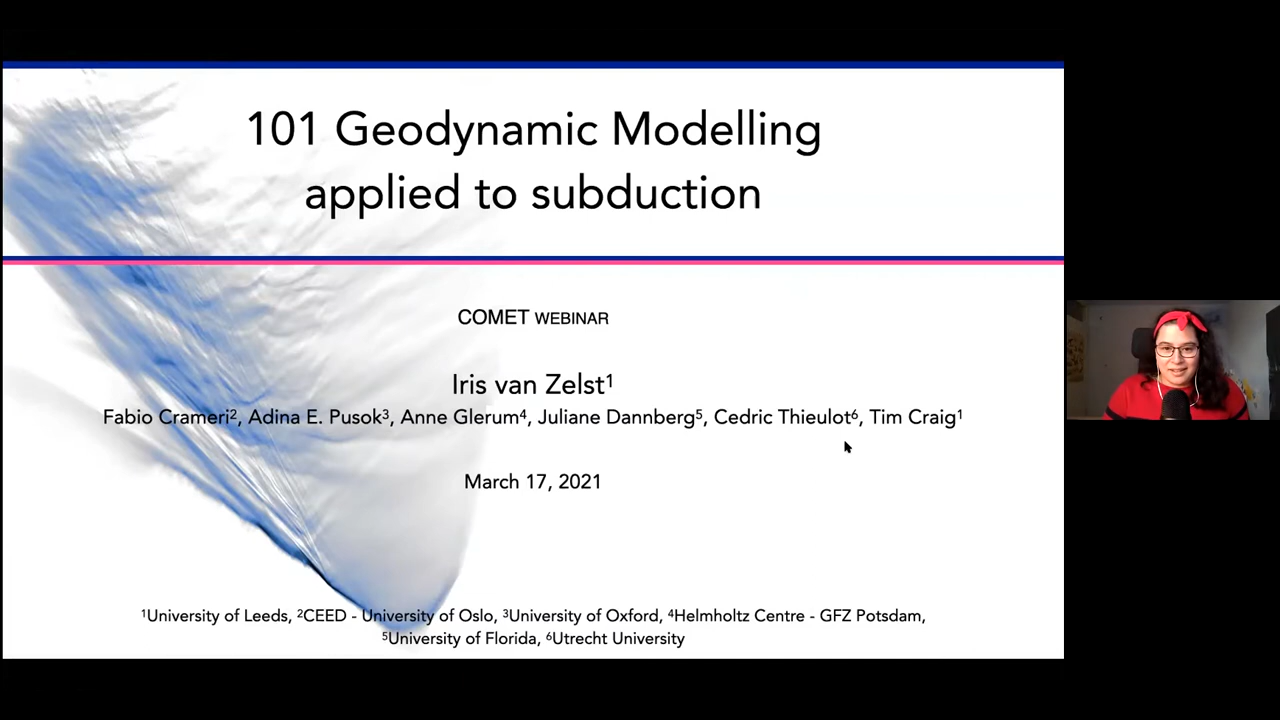 101 Geodynamic Modelling
applied to subduction
COMET WEBINAR
Iris van Zelst¹
Fabio Crameri², Adina E. Pusok³, Anne Glerum⁴, Juliane Dannberg⁵, Cedric Thieulot⁶, Tim Craig¹
March 17, 2021
¹University of Leeds, ²CEED - University of Oslo, ³University of Oxford, ⁴Helmholtz Centre - GFZ Potsdam,
⁵University of Florida, ⁶Utrecht University